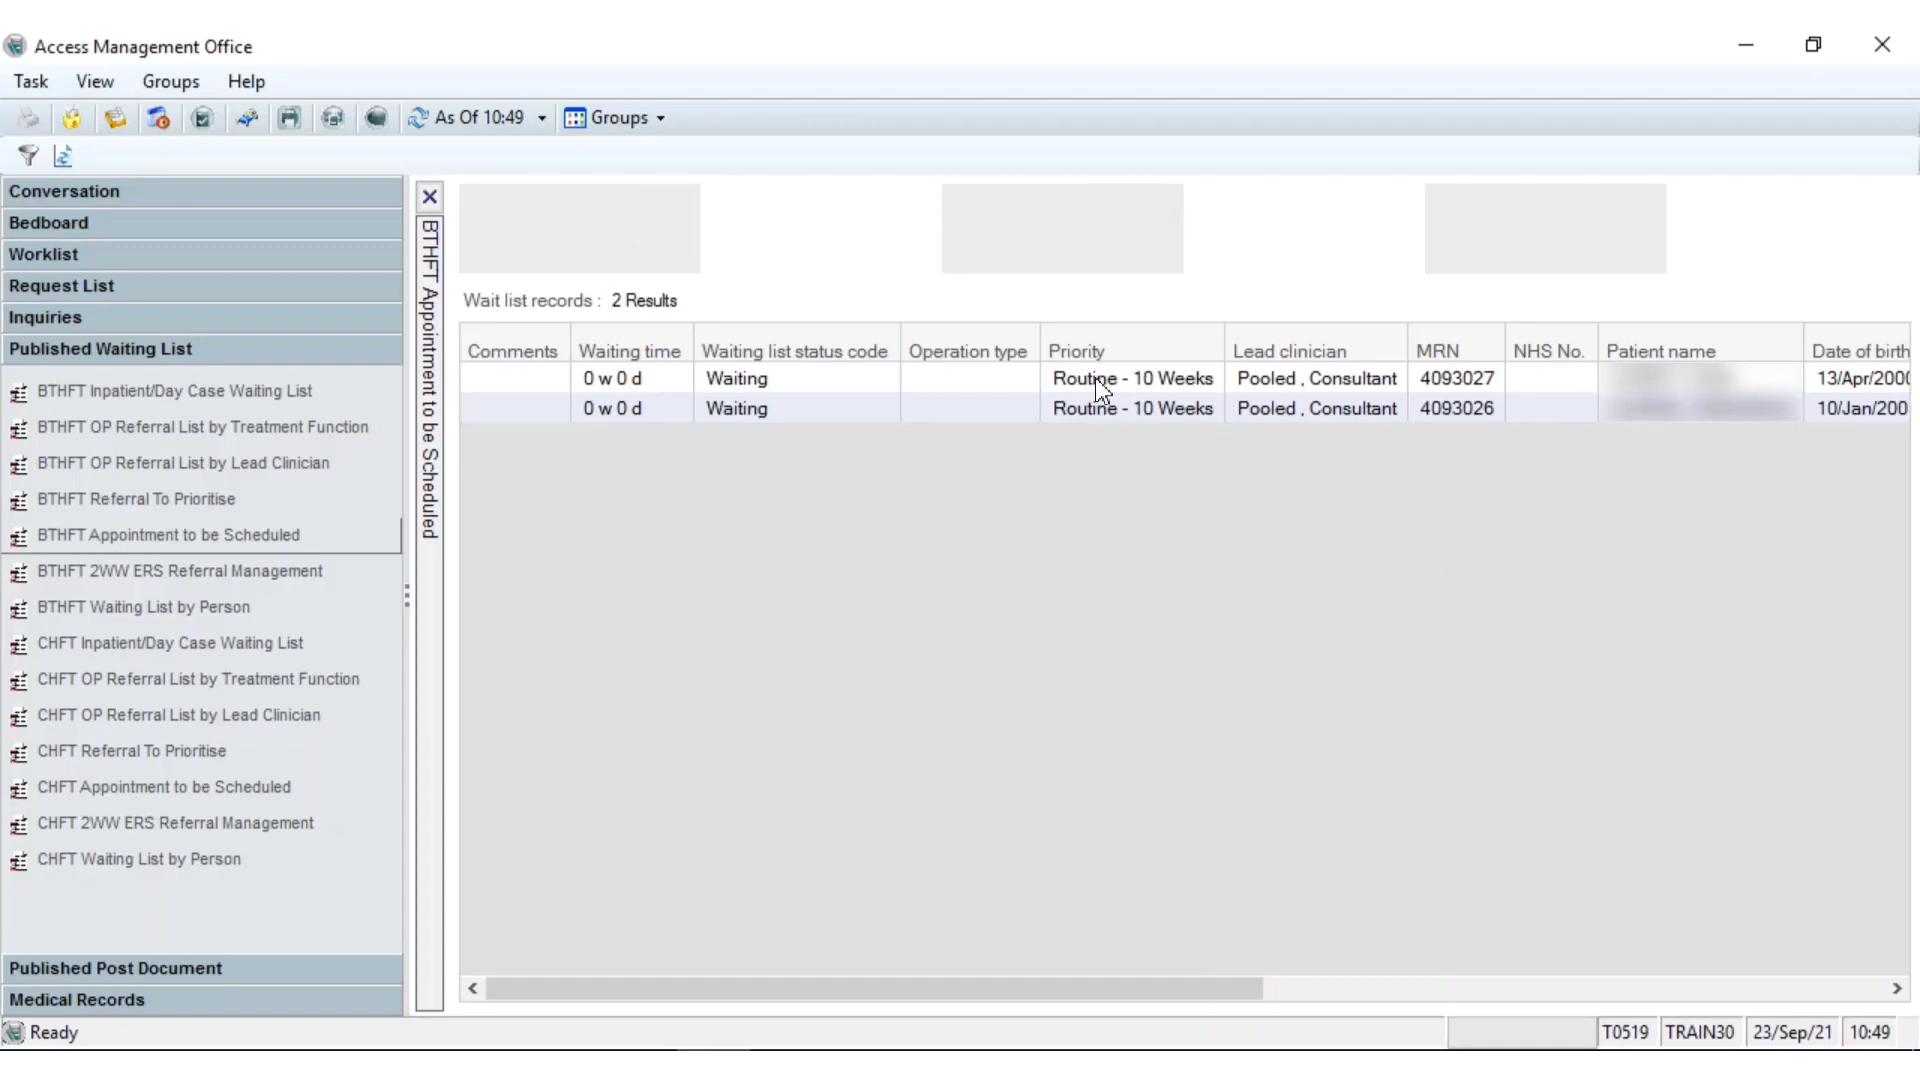 Access Management Office
Task View Groups Help
As Of 10:49 Groups
Conversation
Bedboard
Worklist
Request List
Inquiries
Published Waiting List
BTHFT Inpatient/Day Case Waiting List
BTHFT OP Referral List by Treatment Function
BTHFT OP Referral List by Lead Clinician
BTHFT Referral To Prioritise
BTHFT Appointment to be Scheduled
BTHFT 2WW ERS Referral Management
BTHFT Waiting List by Person
CHFT Inpatient/Day Case Waiting List
CHFT OP Referral List by Treatment Function
CHFT OP Referral List by Lead Clinician
CHFT Referral To Prioritise
CHFT Appointment to be Scheduled
CHFT 2WW ERS Referral Management
CHFT Waiting List by Person
Published Post Document
Medical Records
BTHFT Appointment to be Scheduled
Wait list records : 2 Results
Comments Waiting time Waiting list status code Operation type Priority Lead clinician MRN NHS No. Patient name Date of birth
0 w 0 d Waiting Routine - 10 Weeks Pooled , Consultant 4093027 13/Apr/2000
0 w 0 d Waiting Routine - 10 Weeks Pooled , Consultant 4093026 10/Jan/200
Ready T0519 TRAIN30 23/Sep/21 10:49